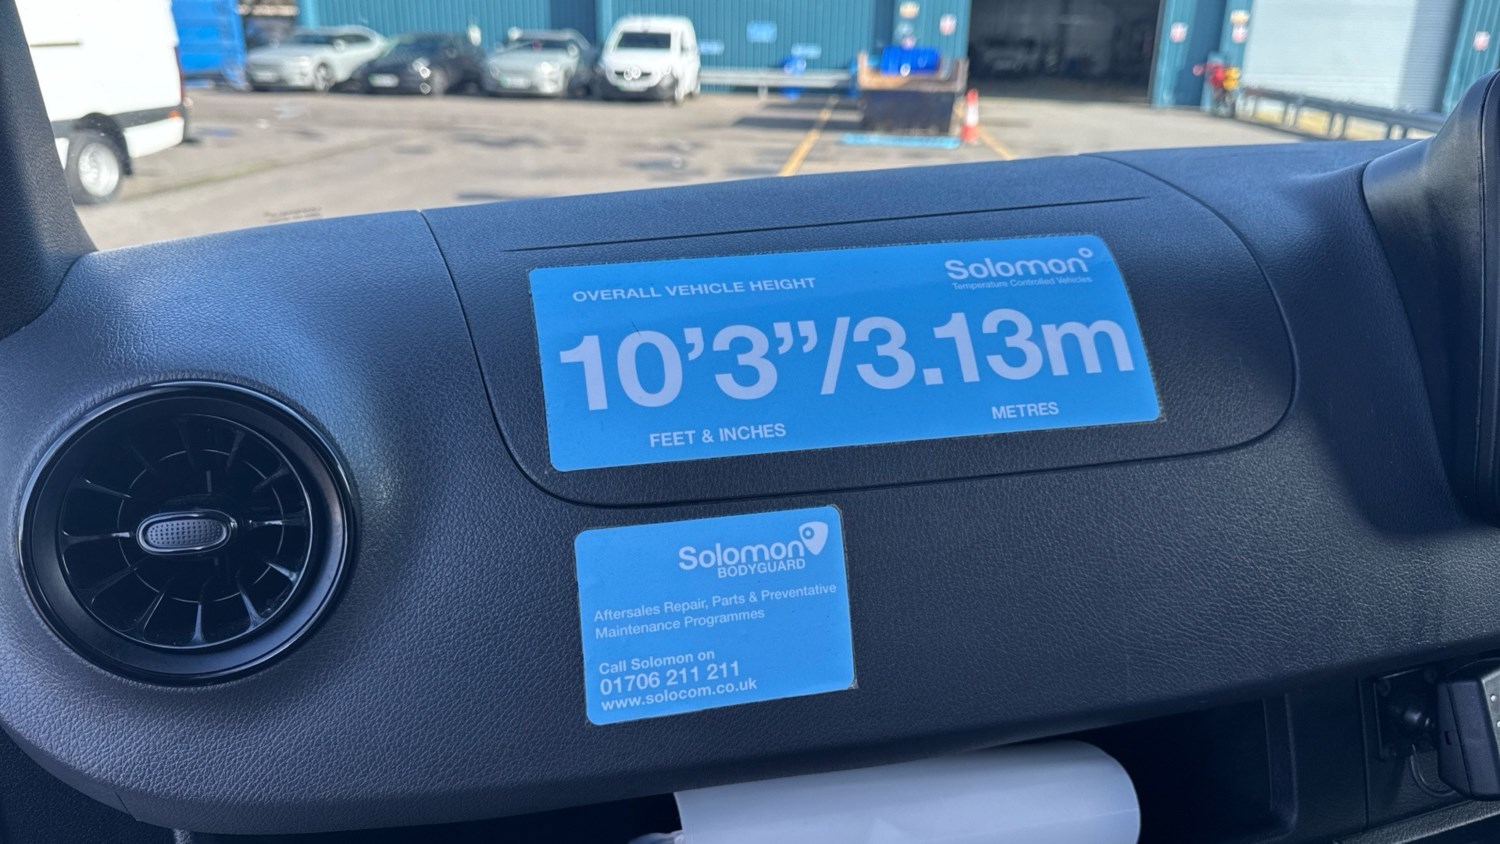 OVERALL VEHICLE HEIGHT
Solomon
Temperature Controlled Vehicles
10’3”/3.13m
FEET & INCHES
METRES
Solomon
BODYGUARD
Aftersales Repair, Parts & Preventative
Maintenance Programmes
Call Solomon on
01706 211 211
www.solocom.co.uk